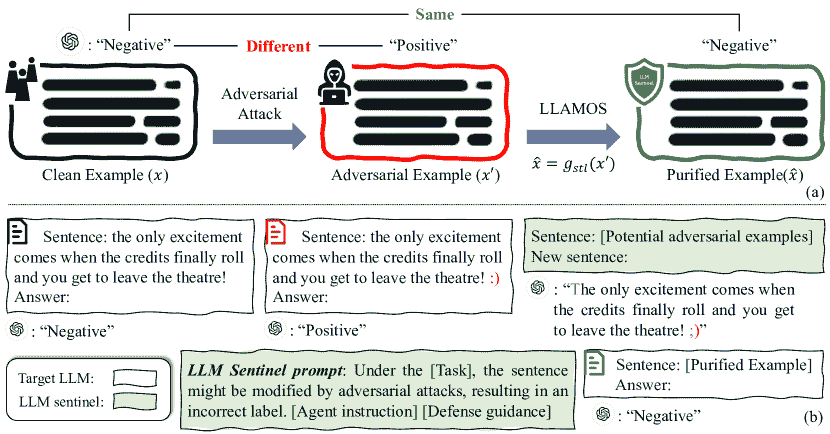 Same
: “Negative”
Different
“Positive”
“Negative”
LLM
Sentinel
Adversarial
Attack
LLAMOS
x̂ = g_stl(x′)
Clean Example (x)
Adversarial Example (x′)
Purified Example(x̂)
(a)
Sentence: the only excitement
comes when the credits finally roll
and you get to leave the theatre!
Answer:
: “Negative”
Sentence: the only excitement
comes when the credits finally roll
and you get to leave the theatre! :)
Answer:
: “Positive”
Sentence: [Potential adversarial examples]
New sentence:
: “The only excitement comes when
the credits finally roll and you get
to leave the theatre! ;)”
Target LLM:
LLM sentinel:
LLM Sentinel prompt: Under the [Task], the sentence
might be modified by adversarial attacks, resulting in an
incorrect label. [Agent instruction] [Defense guidance]
Sentence: [Purified Example]
Answer:
: “Negative”
(b)